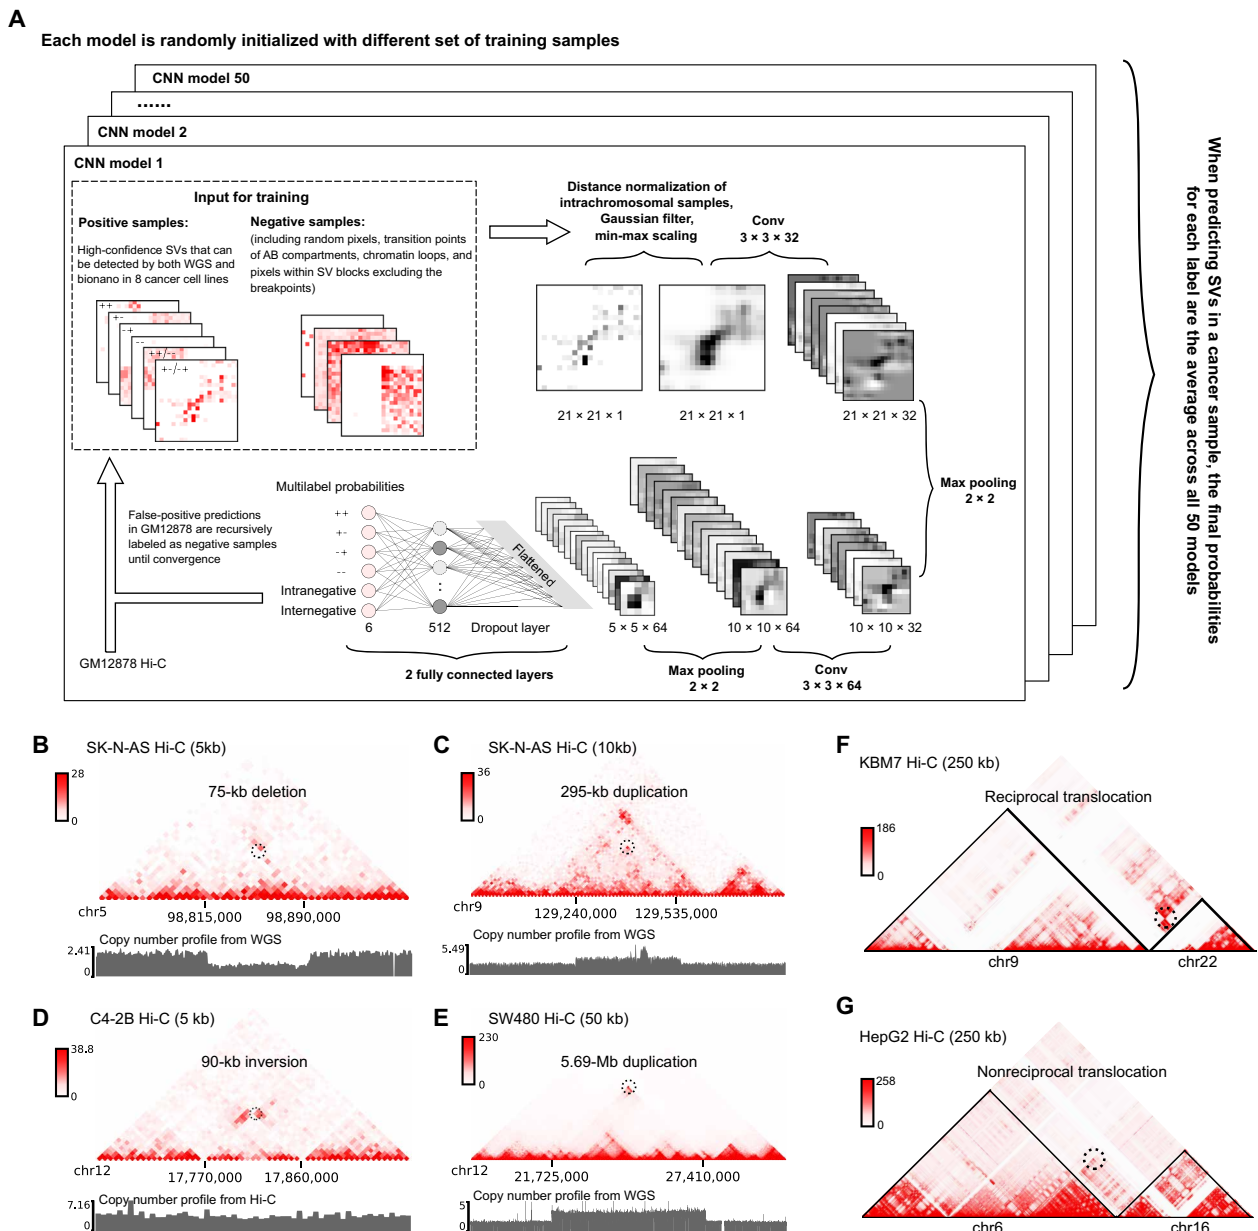 A
Each model is randomly initialized with different set of training samples
CNN model 50
......
CNN model 2
CNN model 1
Input for training
Positive samples:
High-confidence SVs that can
be detected by both WGS and
bionano in 8 cancer cell lines
Negative samples:
(including random pixels, transition points
of AB compartments, chromatin loops, and
pixels within SV blocks excluding the
breakpoints)
++
+-
-+
--
++/--
+-/-+
Distance normalization of
intrachromosomal samples,
Gaussian filter,
min-max scaling
Conv
3 × 3 × 32
21 × 21 × 1
21 × 21 × 1
21 × 21 × 32
Max pooling
2 × 2
When predicting SVs in a cancer sample, the final probabilities
for each label are the average across all 50 models
False-positive predictions
in GM12878 are recursively
labeled as negative samples
until convergence
GM12878 Hi-C
Multilabel probabilities
++
+-
-+
--
Intranegative
Internegative
6
512
Dropout layer
Flattened
2 fully connected layers
5 × 5 × 64
10 × 10 × 64
10 × 10 × 32
Max pooling
2 × 2
Conv
3 × 3 × 64
B
SK-N-AS Hi-C (5kb)
28
0
75-kb deletion
chr5
98,815,000
98,890,000
Copy number profile from WGS
2.41
0
C
SK-N-AS Hi-C (10kb)
36
0
295-kb duplication
chr9
129,240,000
129,535,000
Copy number profile from WGS
5.49
0
D
C4-2B Hi-C (5 kb)
38.8
0
90-kb inversion
chr12
17,770,000
17,860,000
Copy number profile from Hi-C
7.16
0
E
SW480 Hi-C (50 kb)
230
0
5.69-Mb duplication
chr12
21,725,000
27,410,000
Copy number profile from WGS
5
0
F
KBM7 Hi-C (250 kb)
Reciprocal translocation
186
0
chr9
chr22
G
HepG2 Hi-C (250 kb)
Nonreciprocal translocation
258
0
chr6
chr16